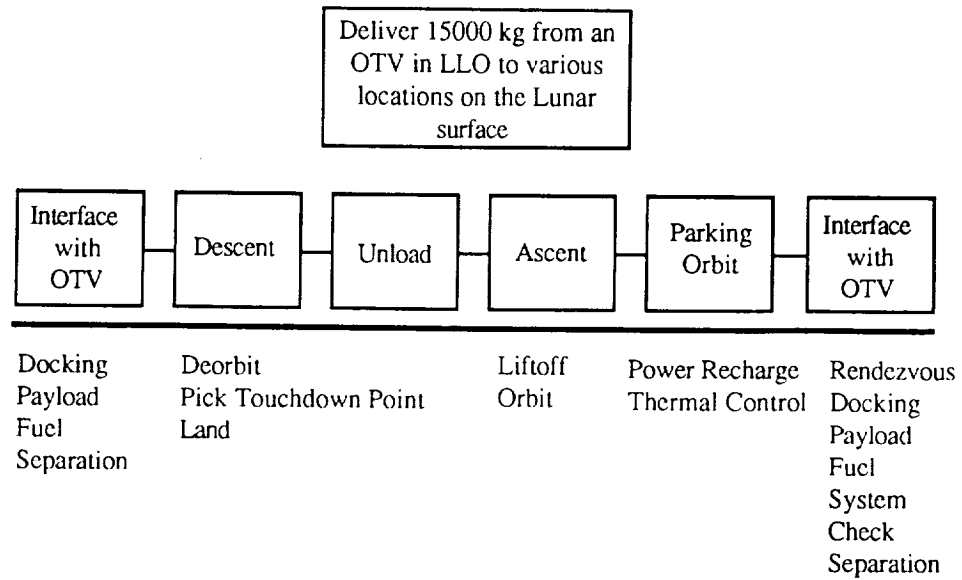 Deliver 15000 kg from an
OTV in LLO to various
locations on the Lunar
surface
Interface
with
OTV
Descent
Unload
Ascent
Parking
Orbit
Interface
with
OTV
Docking
Payload
Fuel
Separation
Deorbit
Pick Touchdown Point
Land
Liftoff
Orbit
Power Recharge
Thermal Control
Rendezvous
Docking
Payload
Fuel
System
Check
Separation